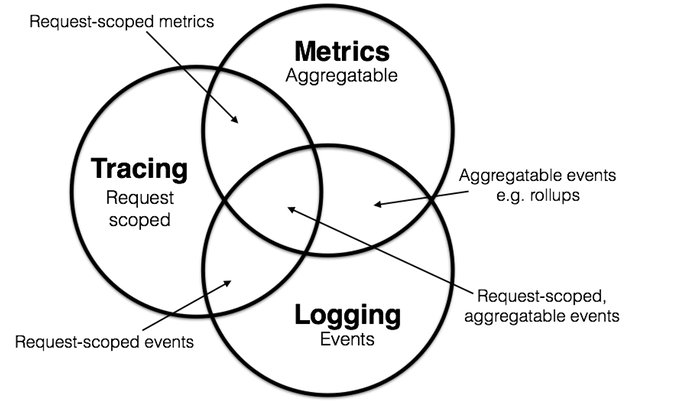 Request-scoped metrics
Metrics
Aggregatable
Tracing
Request
scoped
Aggregatable events
e.g. rollups
Request-scoped,
aggregatable events
Logging
Events
Request-scoped events